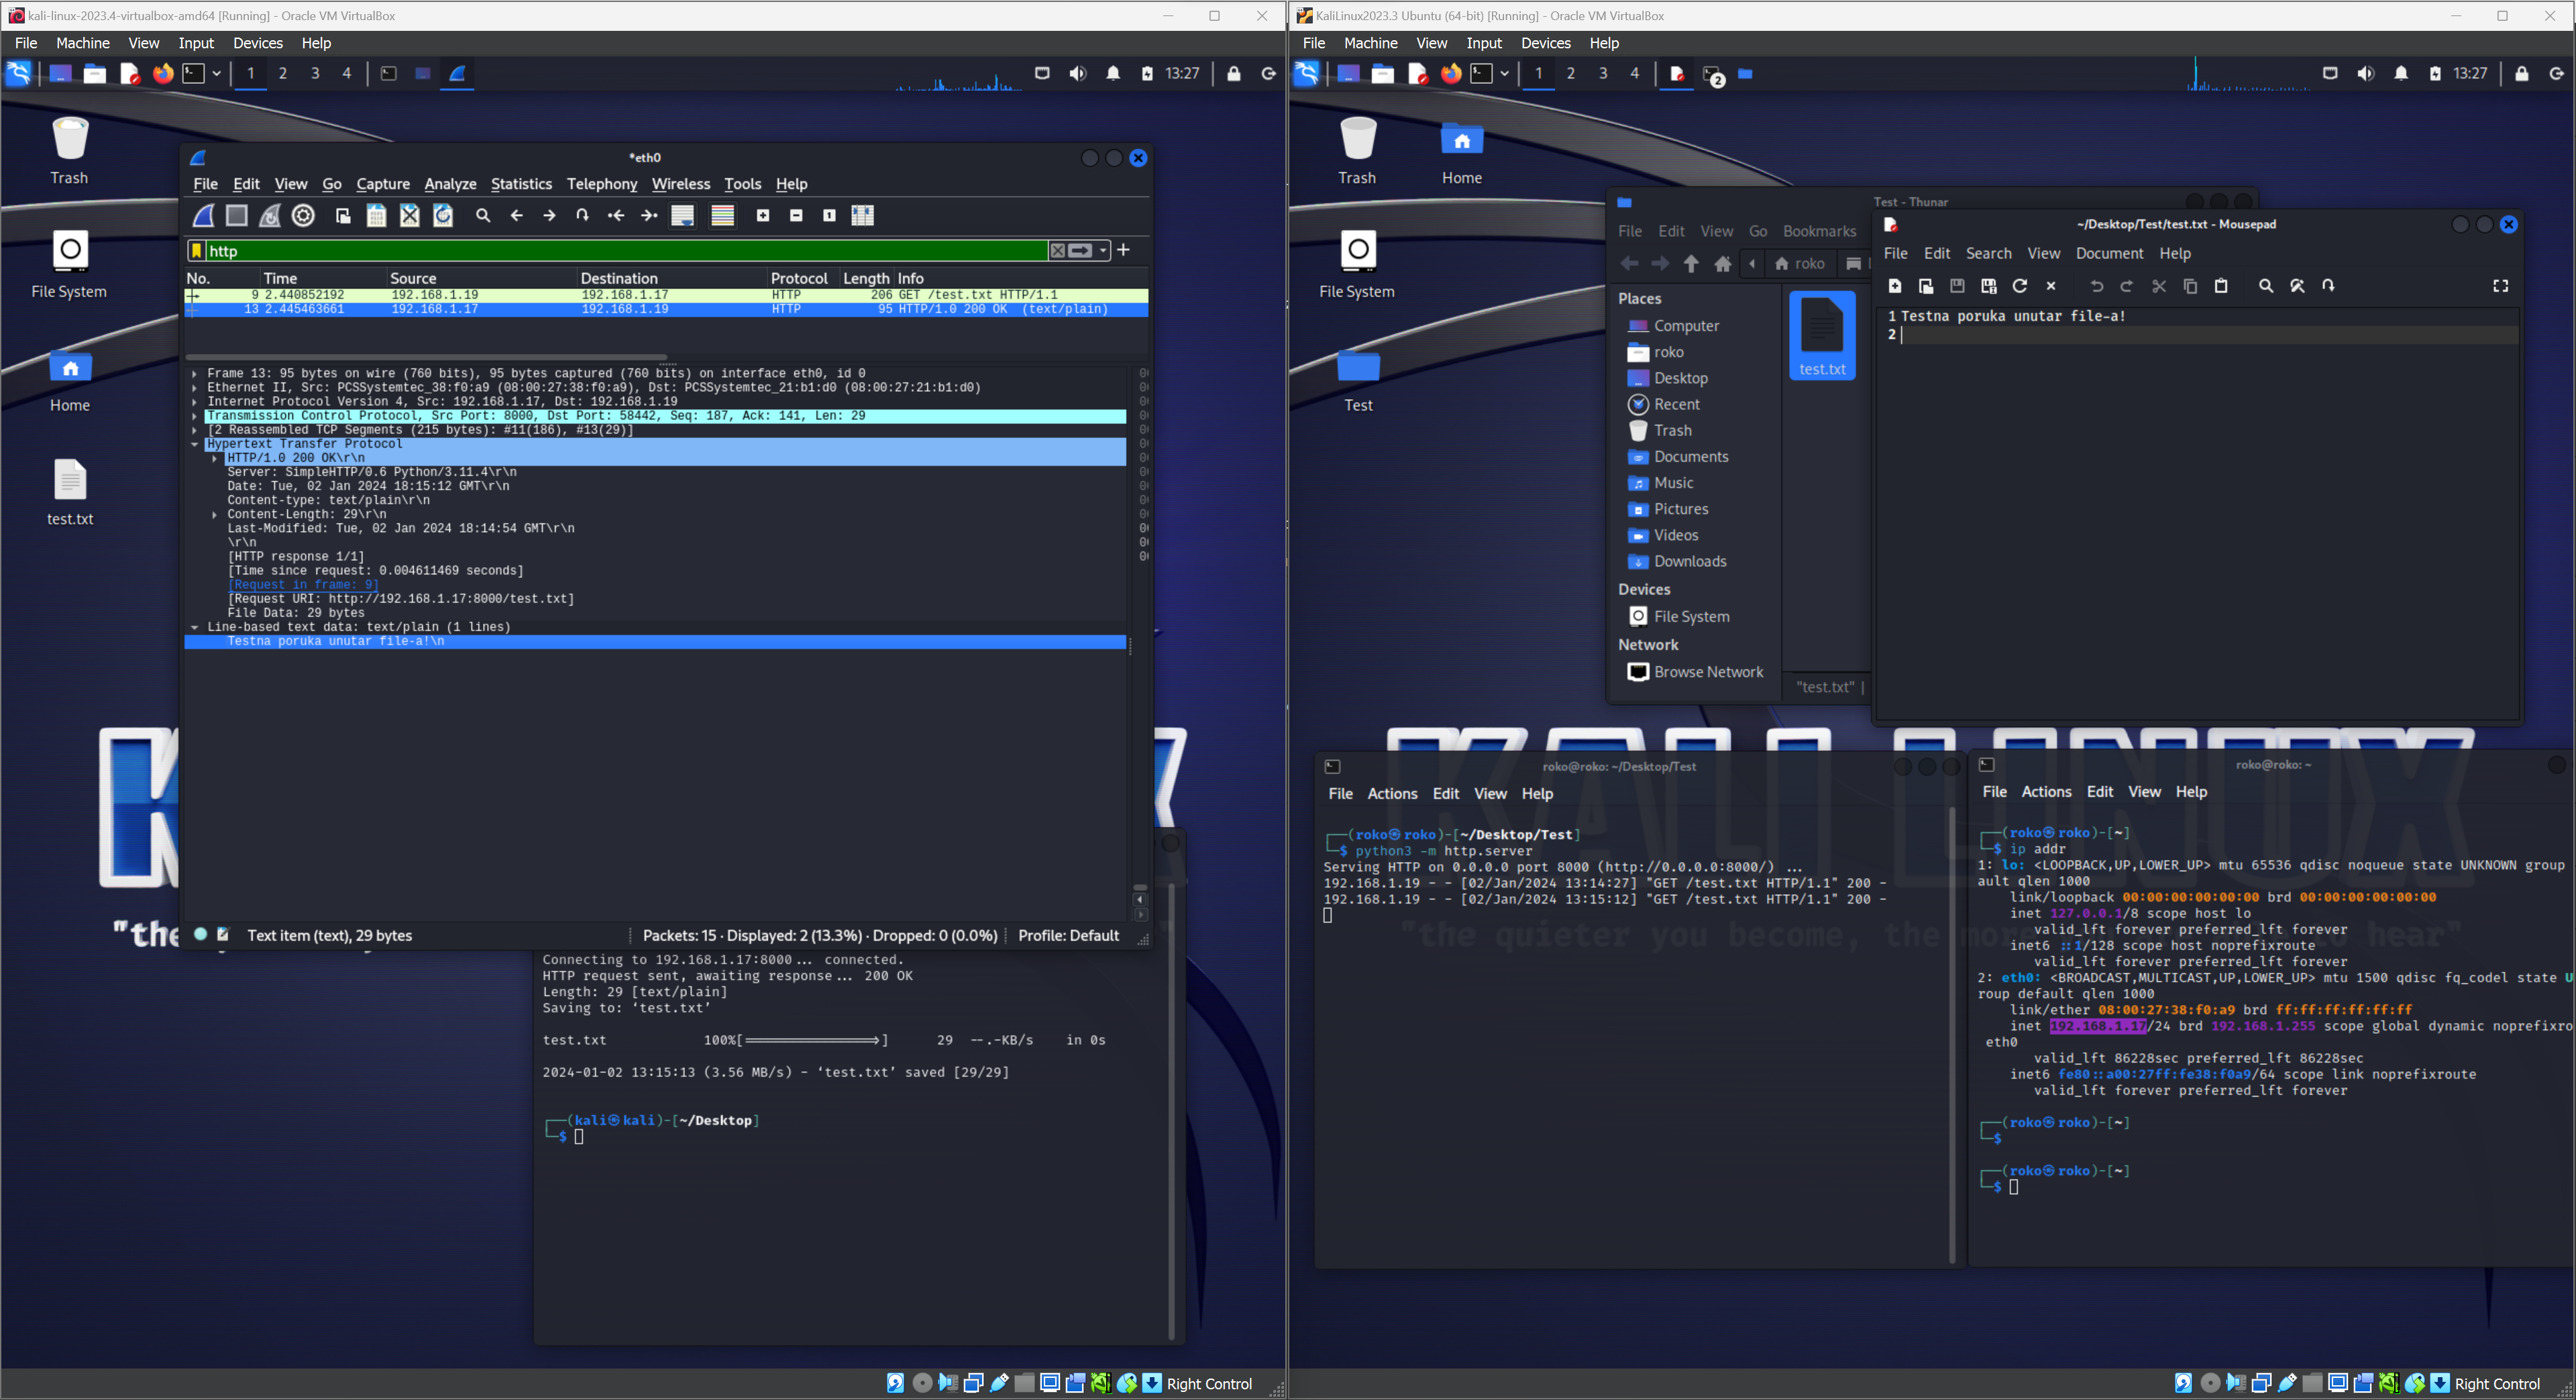 kali-linux-2023.4-virtualbox-amd64 [Running] - Oracle VM VirtualBox
File Machine View Input Devices Help
1 2 3 4 13:27
Trash
File System
Home
test.txt
*eth0
File Edit View Go Capture Analyze Statistics Telephony Wireless Tools Help
http
No. Time Source Destination Protocol Length Info
9 2.440852192 192.168.1.19 192.168.1.17 HTTP 206 GET /test.txt HTTP/1.1
13 2.445463661 192.168.1.17 192.168.1.19 HTTP 95 HTTP/1.0 200 OK (text/plain)
Frame 13: 95 bytes on wire (760 bits), 95 bytes captured (760 bits) on interface eth0, id 0
Ethernet II, Src: PCSSystemtec_38:f0:a9 (08:00:27:38:f0:a9), Dst: PCSSystemtec_21:b1:d0 (08:00:27:21:b1:d0)
Internet Protocol Version 4, Src: 192.168.1.17, Dst: 192.168.1.19
Transmission Control Protocol, Src Port: 8000, Dst Port: 58442, Seq: 187, Ack: 141, Len: 29
[2 Reassembled TCP Segments (215 bytes): #11(186), #13(29)]
Hypertext Transfer Protocol
HTTP/1.0 200 OK\r\n
Server: SimpleHTTP/0.6 Python/3.11.4\r\n
Date: Tue, 02 Jan 2024 18:15:12 GMT\r\n
Content-type: text/plain\r\n
Content-Length: 29\r\n
Last-Modified: Tue, 02 Jan 2024 18:14:54 GMT\r\n
\r\n
[HTTP response 1/1]
[Time since request: 0.004611469 seconds]
[Request in frame: 9]
[Request URI: http://192.168.1.17:8000/test.txt]
File Data: 29 bytes
Line-based text data: text/plain (1 lines)
Testna poruka unutar file-a!\n
Text item (text), 29 bytes
Packets: 15 · Displayed: 2 (13.3%) · Dropped: 0 (0.0%)
Profile: Default
"the
Connecting to 192.168.1.17:8000... connected.
HTTP request sent, awaiting response... 200 OK
Length: 29 [text/plain]
Saving to: ‘test.txt’
test.txt 100%[===================>] 29 --.-KB/s in 0s
2024-01-02 13:15:13 (3.56 MB/s) - ‘test.txt’ saved [29/29]
┌──(kali㉿kali)-[~/Desktop]
└─$
Right Control
KaliLinux2023.3 Ubuntu (64-bit) [Running] - Oracle VM VirtualBox
File Machine View Input Devices Help
1 2 3 4 2 13:27
Trash
Home
File System
Test
Test - Thunar
File Edit View Go Bookmarks
roko
Places
Computer
roko
Desktop
Recent
Trash
Documents
Music
Pictures
Videos
Downloads
Devices
File System
Network
Browse Network
test.txt
"test.txt" |
~/Desktop/Test/test.txt - Mousepad
File Edit Search View Document Help
1 Testna poruka unutar file-a!
2
KALI LINUX
"the quieter you become, the more to hear"
roko@roko: ~/Desktop/Test
File Actions Edit View Help
┌──(roko㉿roko)-[~/Desktop/Test]
└─$ python3 -m http.server
Serving HTTP on 0.0.0.0 port 8000 (http://0.0.0.0:8000/) ...
192.168.1.19 - - [02/Jan/2024 13:14:27] "GET /test.txt HTTP/1.1" 200 -
192.168.1.19 - - [02/Jan/2024 13:15:12] "GET /test.txt HTTP/1.1" 200 -
roko@roko: ~
File Actions Edit View Help
┌──(roko㉿roko)-[~]
└─$ ip addr
1: lo: <LOOPBACK,UP,LOWER_UP> mtu 65536 qdisc noqueue state UNKNOWN group
ault qlen 1000
link/loopback 00:00:00:00:00:00 brd 00:00:00:00:00:00
inet 127.0.0.1/8 scope host lo
valid_lft forever preferred_lft forever
inet6 ::1/128 scope host noprefixroute
valid_lft forever preferred_lft forever
2: eth0: <BROADCAST,MULTICAST,UP,LOWER_UP> mtu 1500 qdisc fq_codel state U
roup default qlen 1000
link/ether 08:00:27:38:f0:a9 brd ff:ff:ff:ff:ff:ff
inet 192.168.1.17/24 brd 192.168.1.255 scope global dynamic noprefixro
eth0
valid_lft 86228sec preferred_lft 86228sec
inet6 fe80::a00:27ff:fe38:f0a9/64 scope link noprefixroute
valid_lft forever preferred_lft forever
┌──(roko㉿roko)-[~]
└─$
┌──(roko㉿roko)-[~]
└─$
Right Control